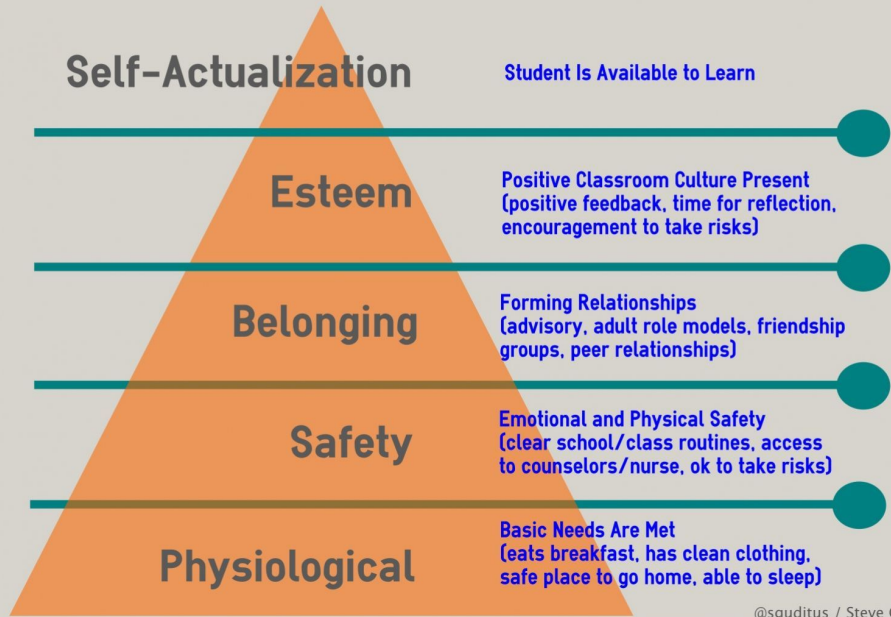 Self-Actualization
Student Is Available to Learn
Esteem
Positive Classroom Culture Present
(positive feedback, time for reflection,
encouragement to take risks)
Belonging
Forming Relationships
(advisory, adult role models, friendship
groups, peer relationships)
Safety
Emotional and Physical Safety
(clear school/class routines, access
to counselors/nurse, ok to take risks)
Physiological
Basic Needs Are Met
(eats breakfast, has clean clothing,
safe place to go home, able to sleep)
@squditus / Steve